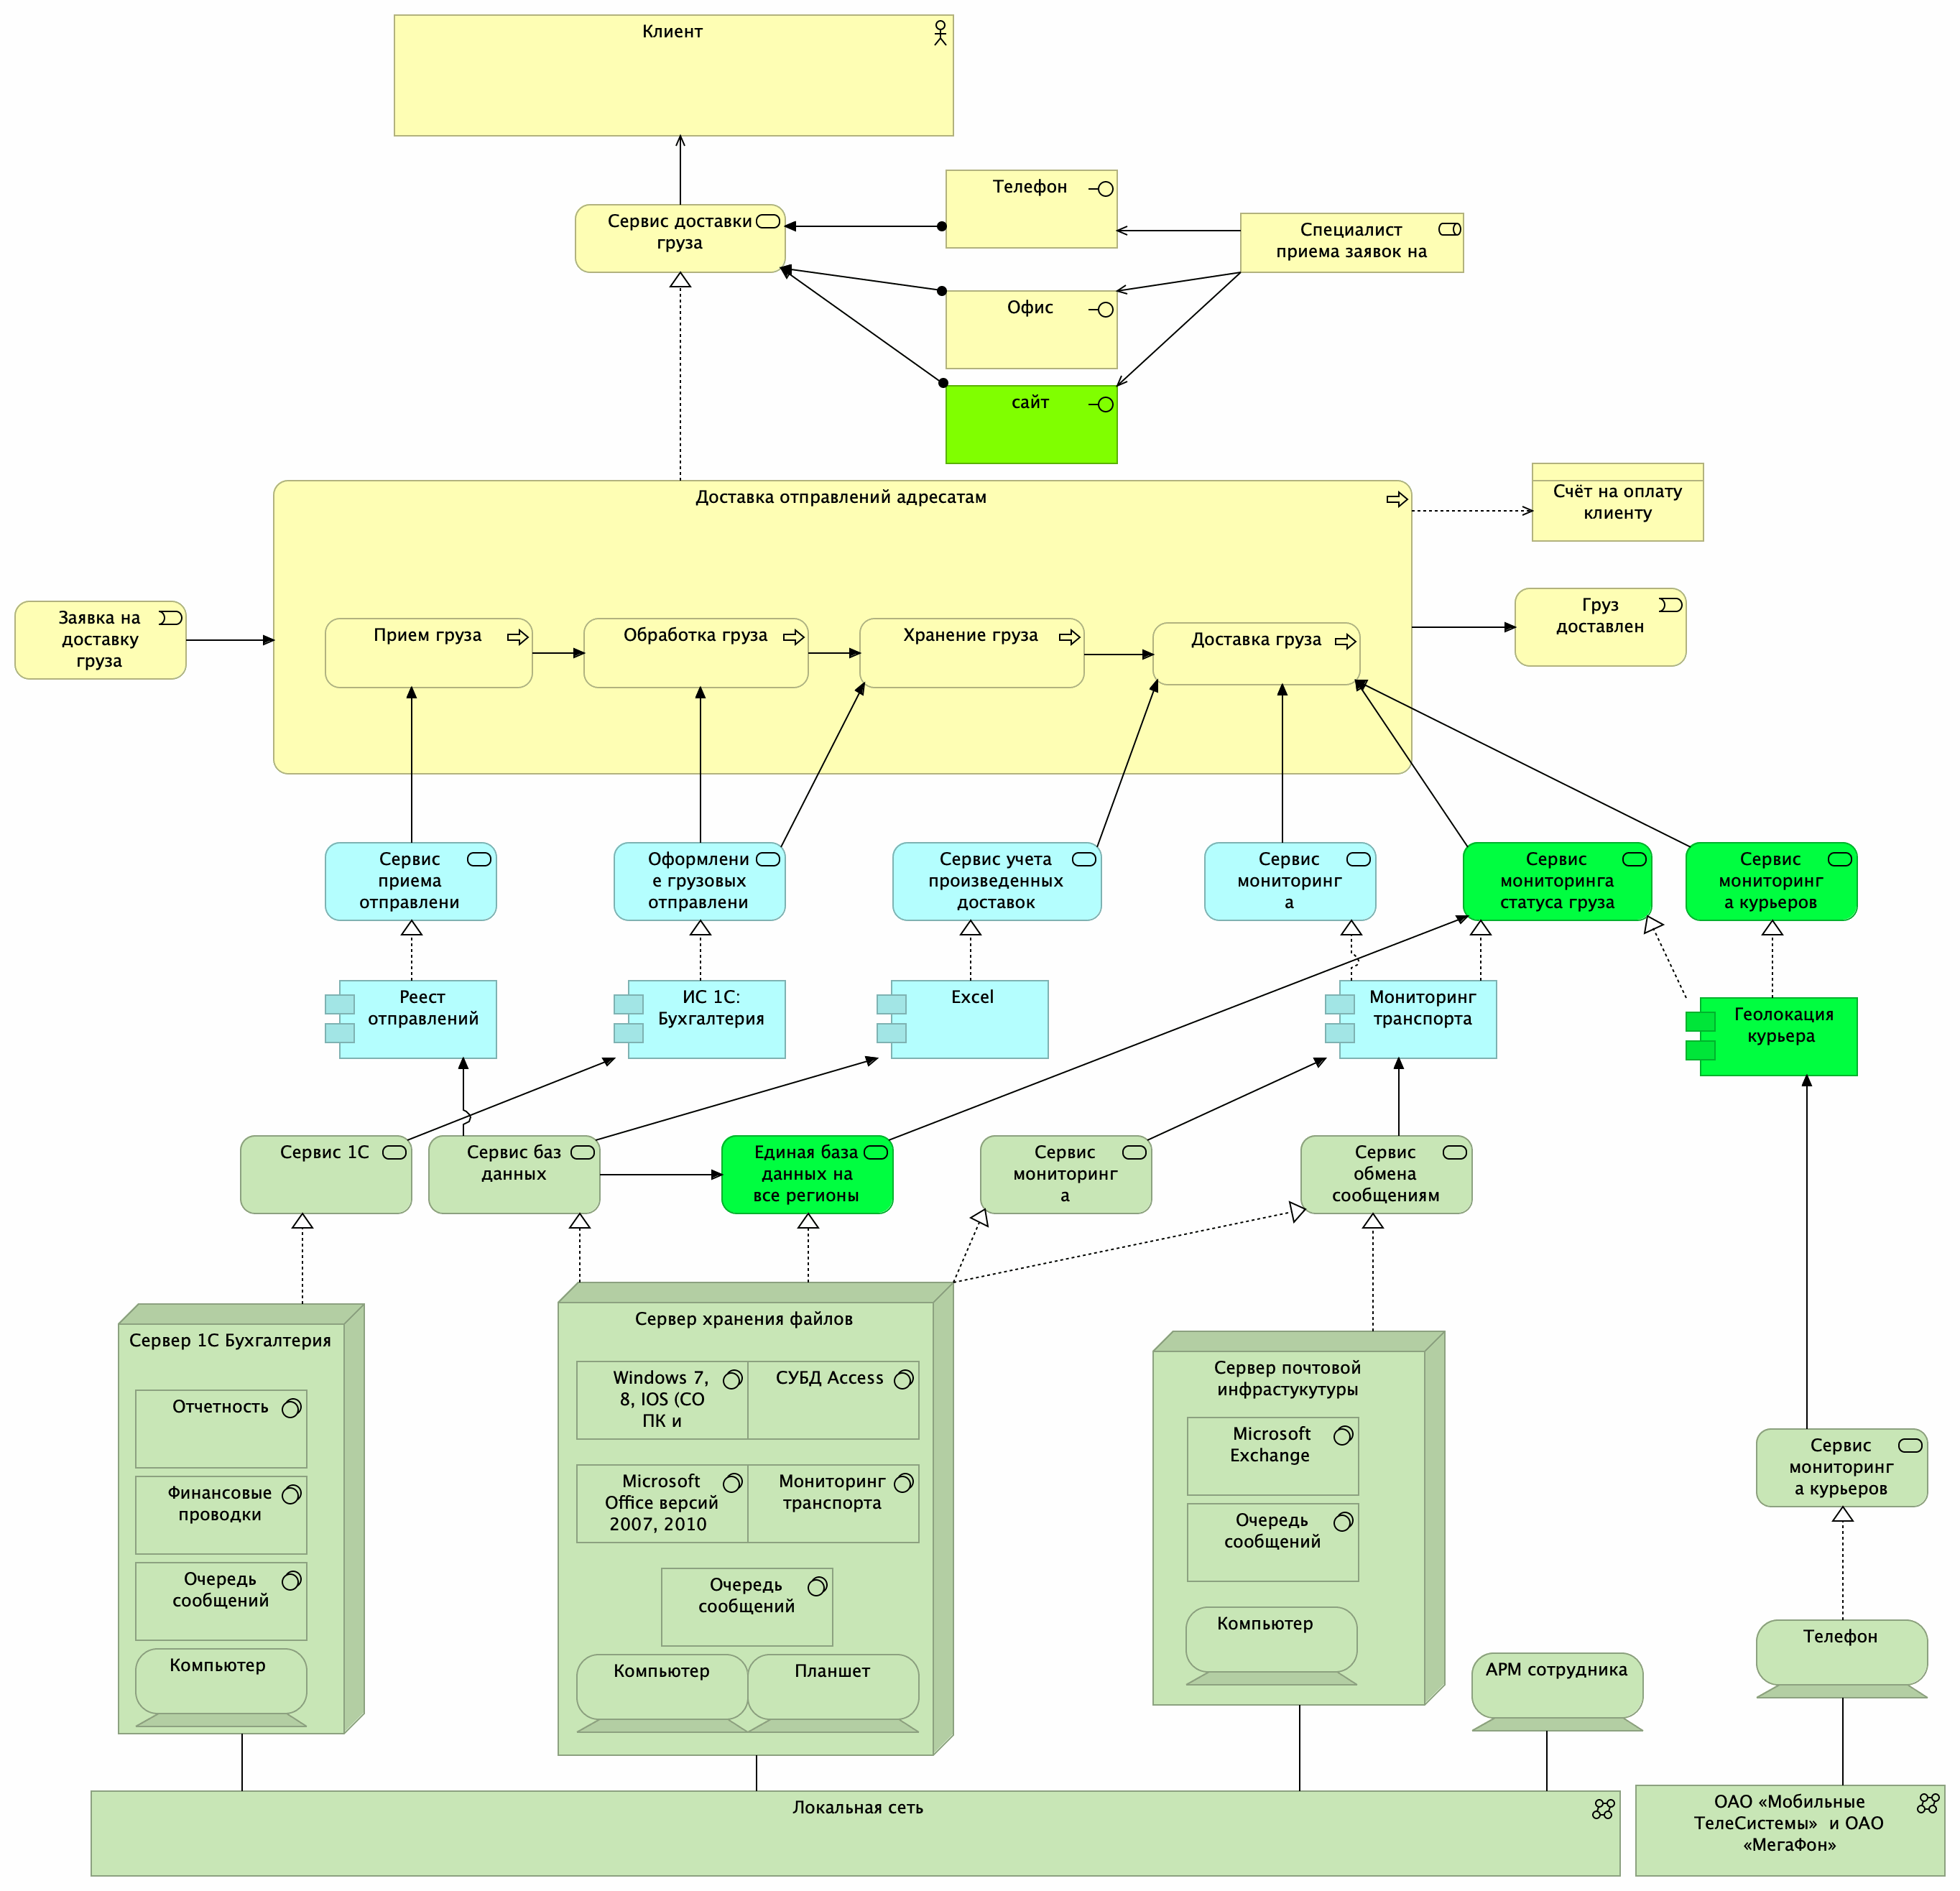 Клиент
Телефон
Сервис доставки
груза
Специалист
приема заявок на
Офис
сайт
Доставка отправлений адресатам
Счёт на оплату
клиенту
Заявка на
доставку
груза
Прием груза
Обработка груза
Хранение груза
Доставка груза
Груз
доставлен
Сервис
приема
отправлени
Оформлени
е грузовых
отправлени
Сервис учета
произведенных
доставок
Сервис
мониторинг
а
Сервис
мониторинга
статуса груза
Сервис
мониторинг
а курьеров
Реест
отправлений
ИС 1С:
Бухгалтерия
Excel
Мониторинг
транспорта
Геолокация
курьера
Сервис 1С
Сервис баз
данных
Единая база
данных на
все регионы
Сервис
мониторинг
а
Сервис
обмена
сообщениям
Сервер 1С Бухгалтерия
Отчетность
Финансовые
проводки
Очередь
сообщений
Компьютер
Сервер хранения файлов
Windows 7,
8, IOS (СО
ПК и
СУБД Access
Microsoft
Office версий
2007, 2010
Мониторинг
транспорта
Очередь
сообщений
Компьютер
Планшет
Сервер почтовой
инфрастукутуры
Microsoft
Exchange
Очередь
сообщений
Компьютер
АРМ сотрудника
Сервис
мониторинг
а курьеров
Телефон
Локальная сеть
ОАО «Мобильные
ТелеСистемы» и ОАО
«МегаФон»